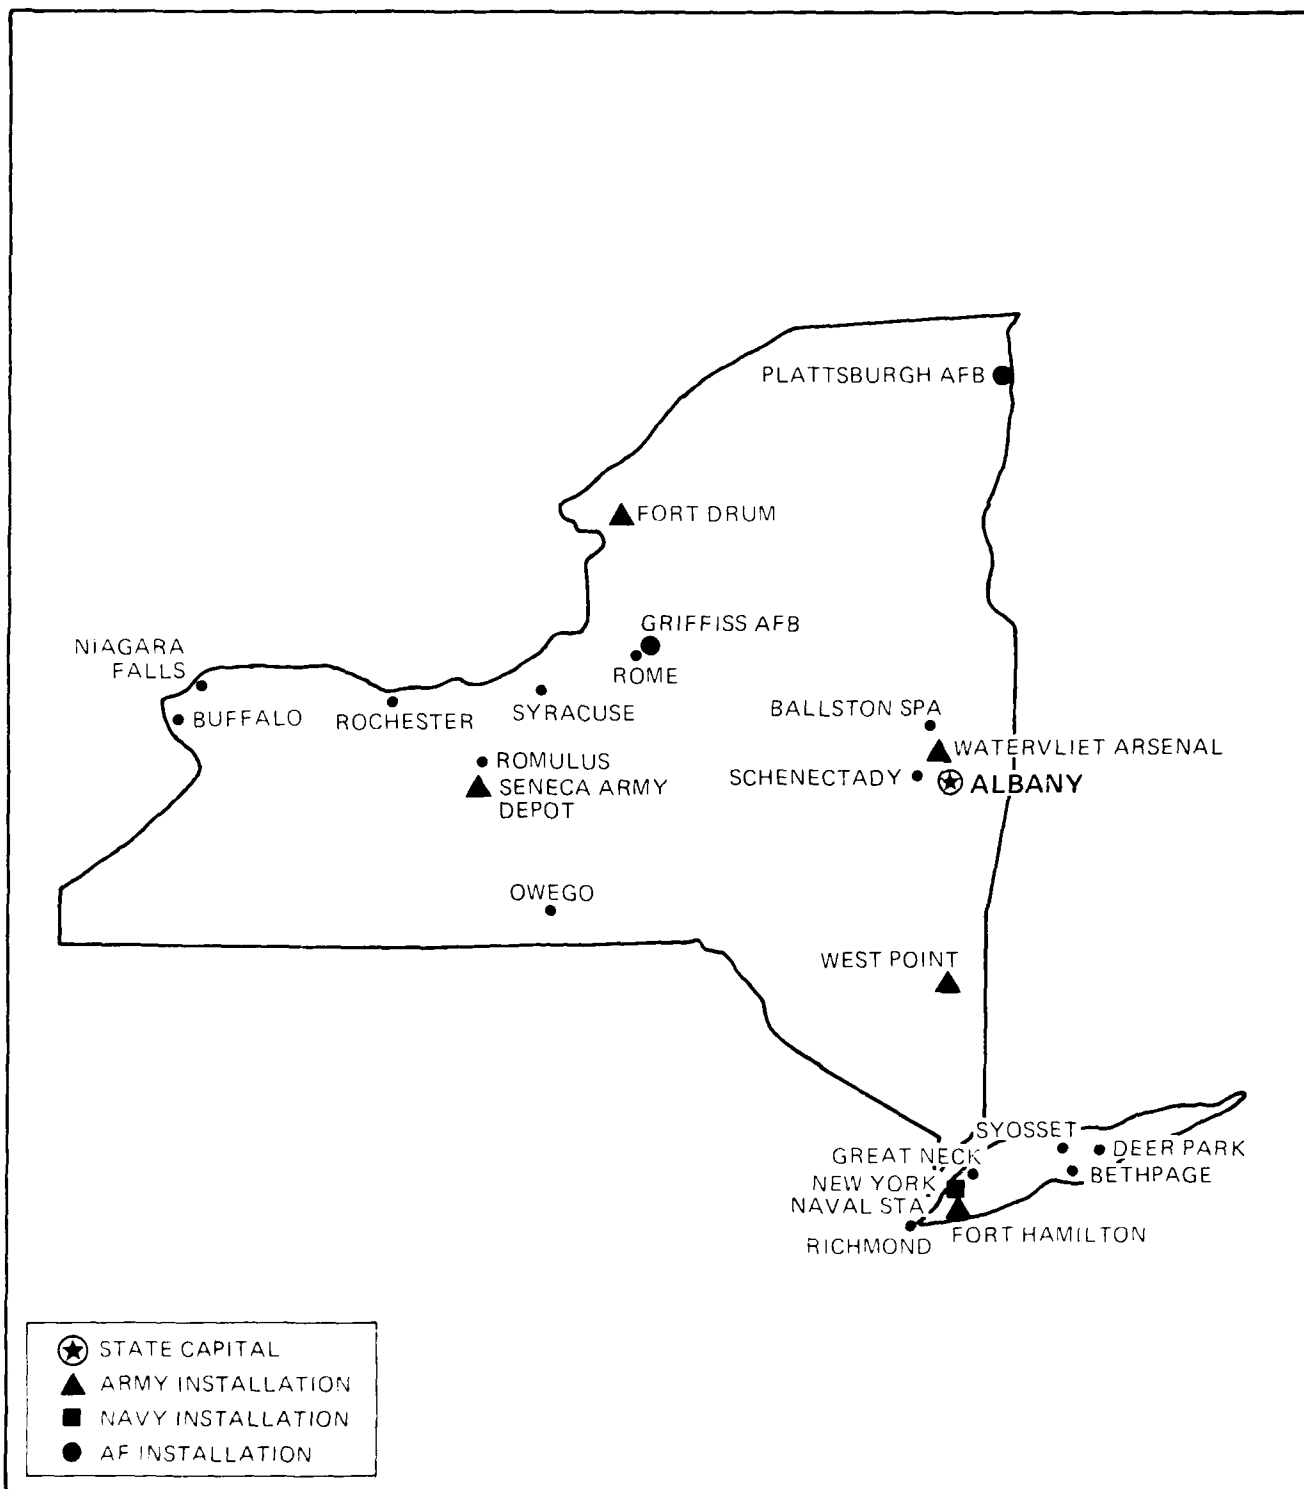 PLATTSBURGH AFB
FORT DRUM
GRIFFISS AFB
ROME
NIAGARA
FALLS
BUFFALO
ROCHESTER
SYRACUSE
BALLSTON SPA
WATERVLIET ARSENAL
ROMULUS
SENECA ARMY
DEPOT
SCHENECTADY
ALBANY
OWEGO
WEST POINT
SYOSSET
DEER PARK
GREAT NECK
BETHPAGE
NEW YORK
NAVAL STA
FORT HAMILTON
RICHMOND
STATE CAPITAL
ARMY INSTALLATION
NAVY INSTALLATION
AF INSTALLATION